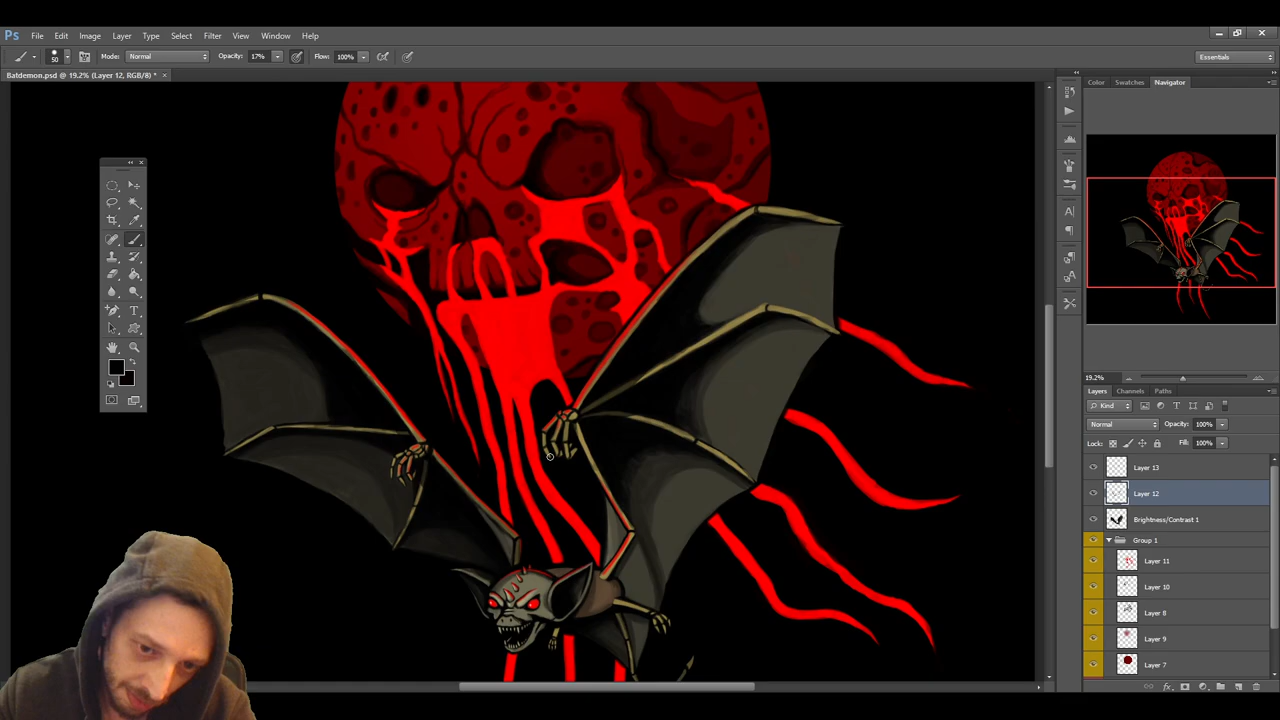 Ps File Edit Image Layer Type Select Filter View Window Help
50 Mode: Normal Opacity: 17% Flow: 100% Essentials
Batdemon.psd @ 19.2% (Layer 12, RGB/8) *
Color Swatches Navigator
19.2%
Layers Channels Paths
Kind
Normal Opacity: 100%
Lock: Fill: 100%
Layer 13
Layer 12
Brightness/Contrast 1
Group 1
Layer 11
Layer 10
Layer 8
Layer 9
Layer 7
19.2%